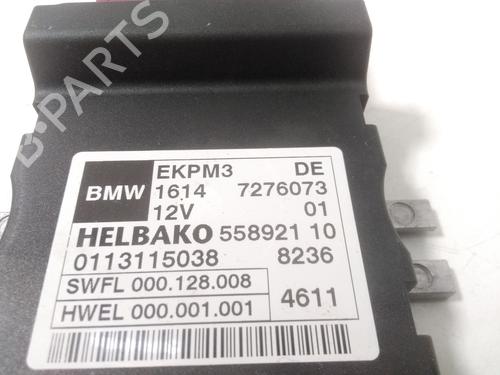 B-PARTS
EKPM3 DE
BMW 1614 7276073
12V 01
HELBAKO 558921 10
0113115038 8236
SWFL 000.128.008
HWEL 000.001.001 4611